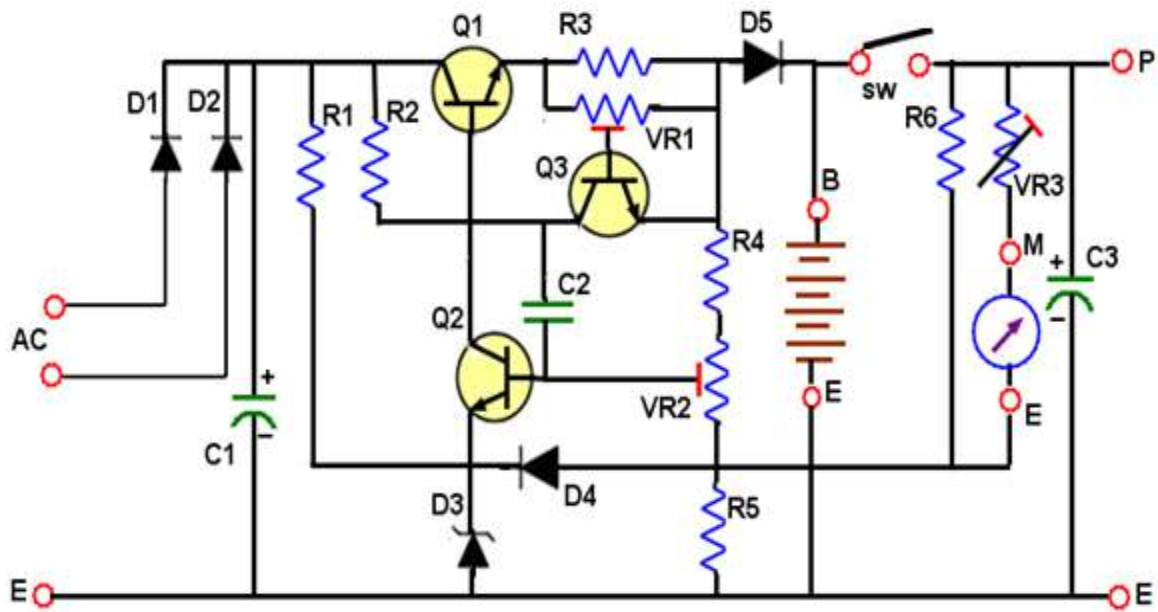 Q1
R3
D5
P
D1
D2
R1
R2
VR1
SW
R6
Q3
VR3
B
R4
M
C2
C3
+
−
AC
Q2
VR2
E
E
+
−
C1
D3
D4
R5
E
E